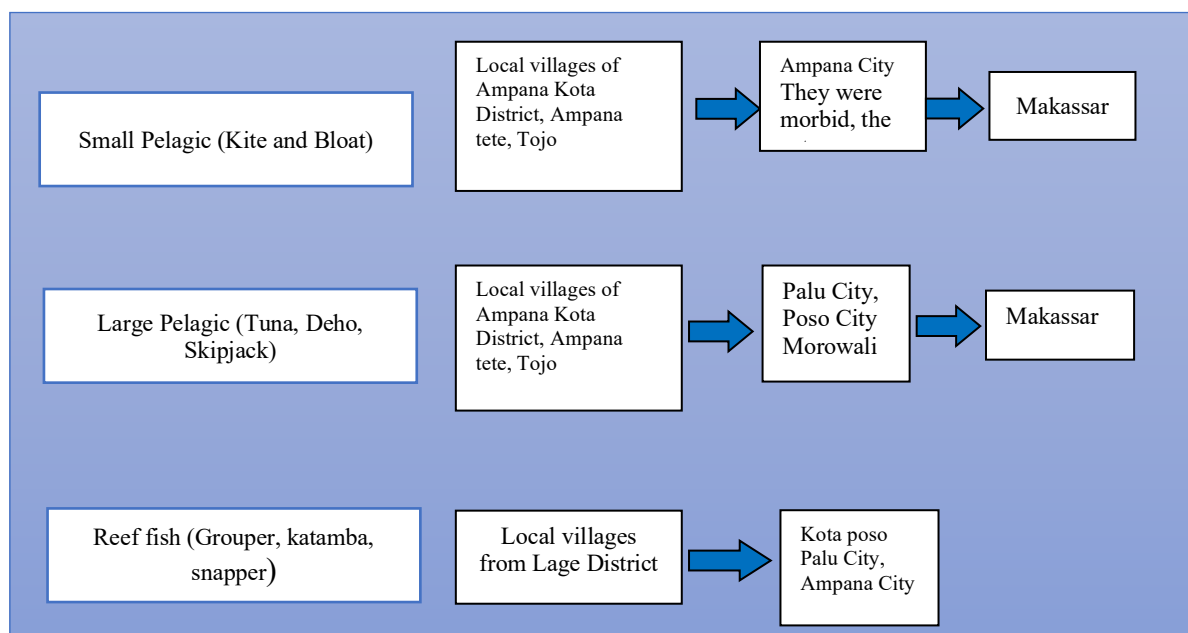 Small Pelagic (Kite and Bloat)
Local villages of
Ampana Kota
District, Ampana
tete, Tojo
Ampana City
They were
morbid, the
Makassar
Large Pelagic (Tuna, Deho,
Skipjack)
Local villages of
Ampana Kota
District, Ampana
tete, Tojo
Palu City,
Poso City
Morowali
Makassar
Reef fish (Grouper, katamba,
snapper)
Local villages
from Lage District
Kota poso
Palu City,
Ampana City